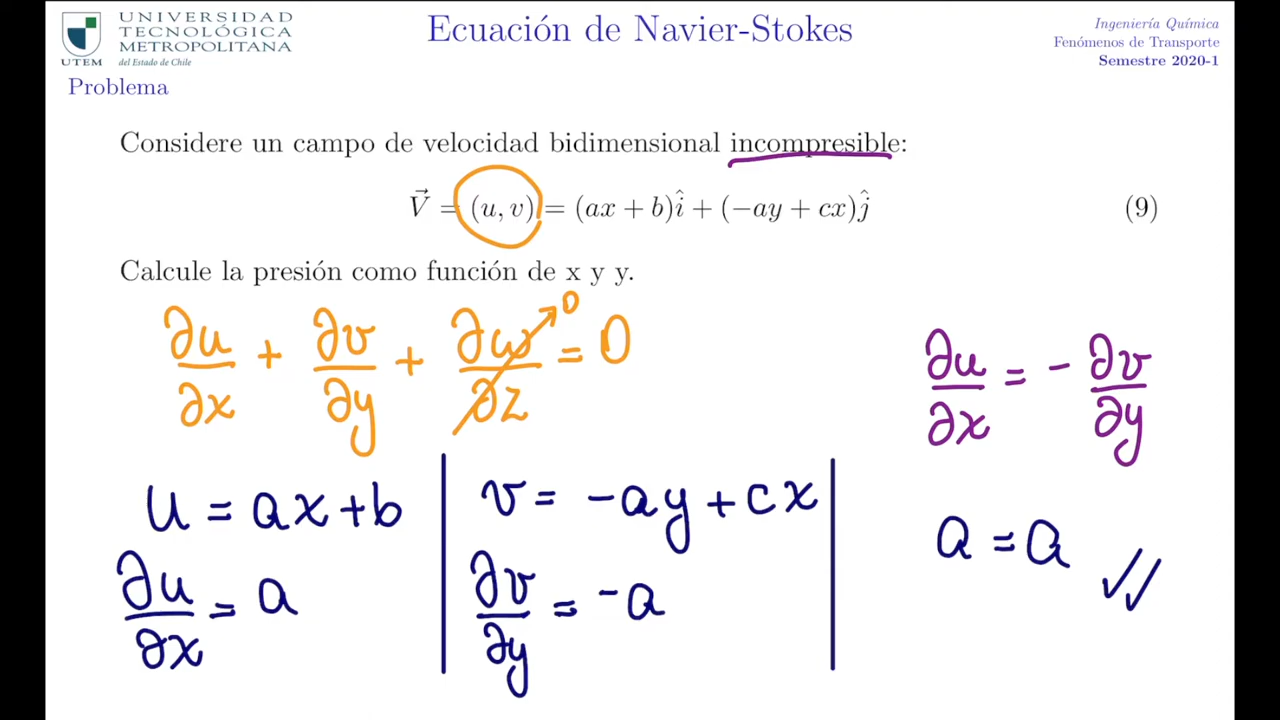 UNIVERSIDAD
TECNOLÓGICA
METROPOLITANA
UTEM
del Estado de Chile
Ecuación de Navier-Stokes
Ingeniería Química
Fenómenos de Transporte
Semestre 2020-1
Problema
Considere un campo de velocidad bidimensional incompresible:
V⃗ = (u, v) = (ax + b)î + (−ay + cx)ĵ (9)
Calcule la presión como función de x y y.
∂u/∂x + ∂v/∂y + ∂w/∂z = 0
0
∂u/∂x = - ∂v/∂y
u = ax+b
v = -ay+cx
a = a
∂u/∂x = a
∂v/∂y = -a